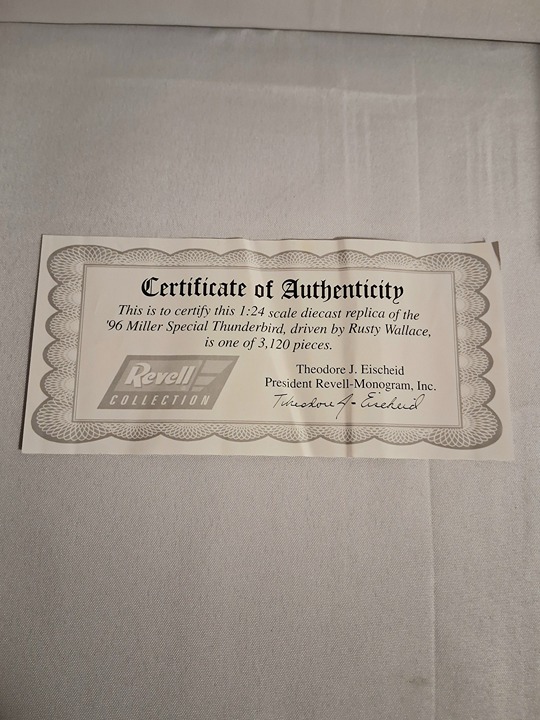 Certificate of Authenticity
This is to certify this 1:24 scale diecast replica of the
'96 Miller Special Thunderbird, driven by Rusty Wallace,
is one of 3,120 pieces.
Revell
COLLECTION
Theodore J. Eischeid
President Revell-Monogram, Inc.
Theodore J. Eischeid